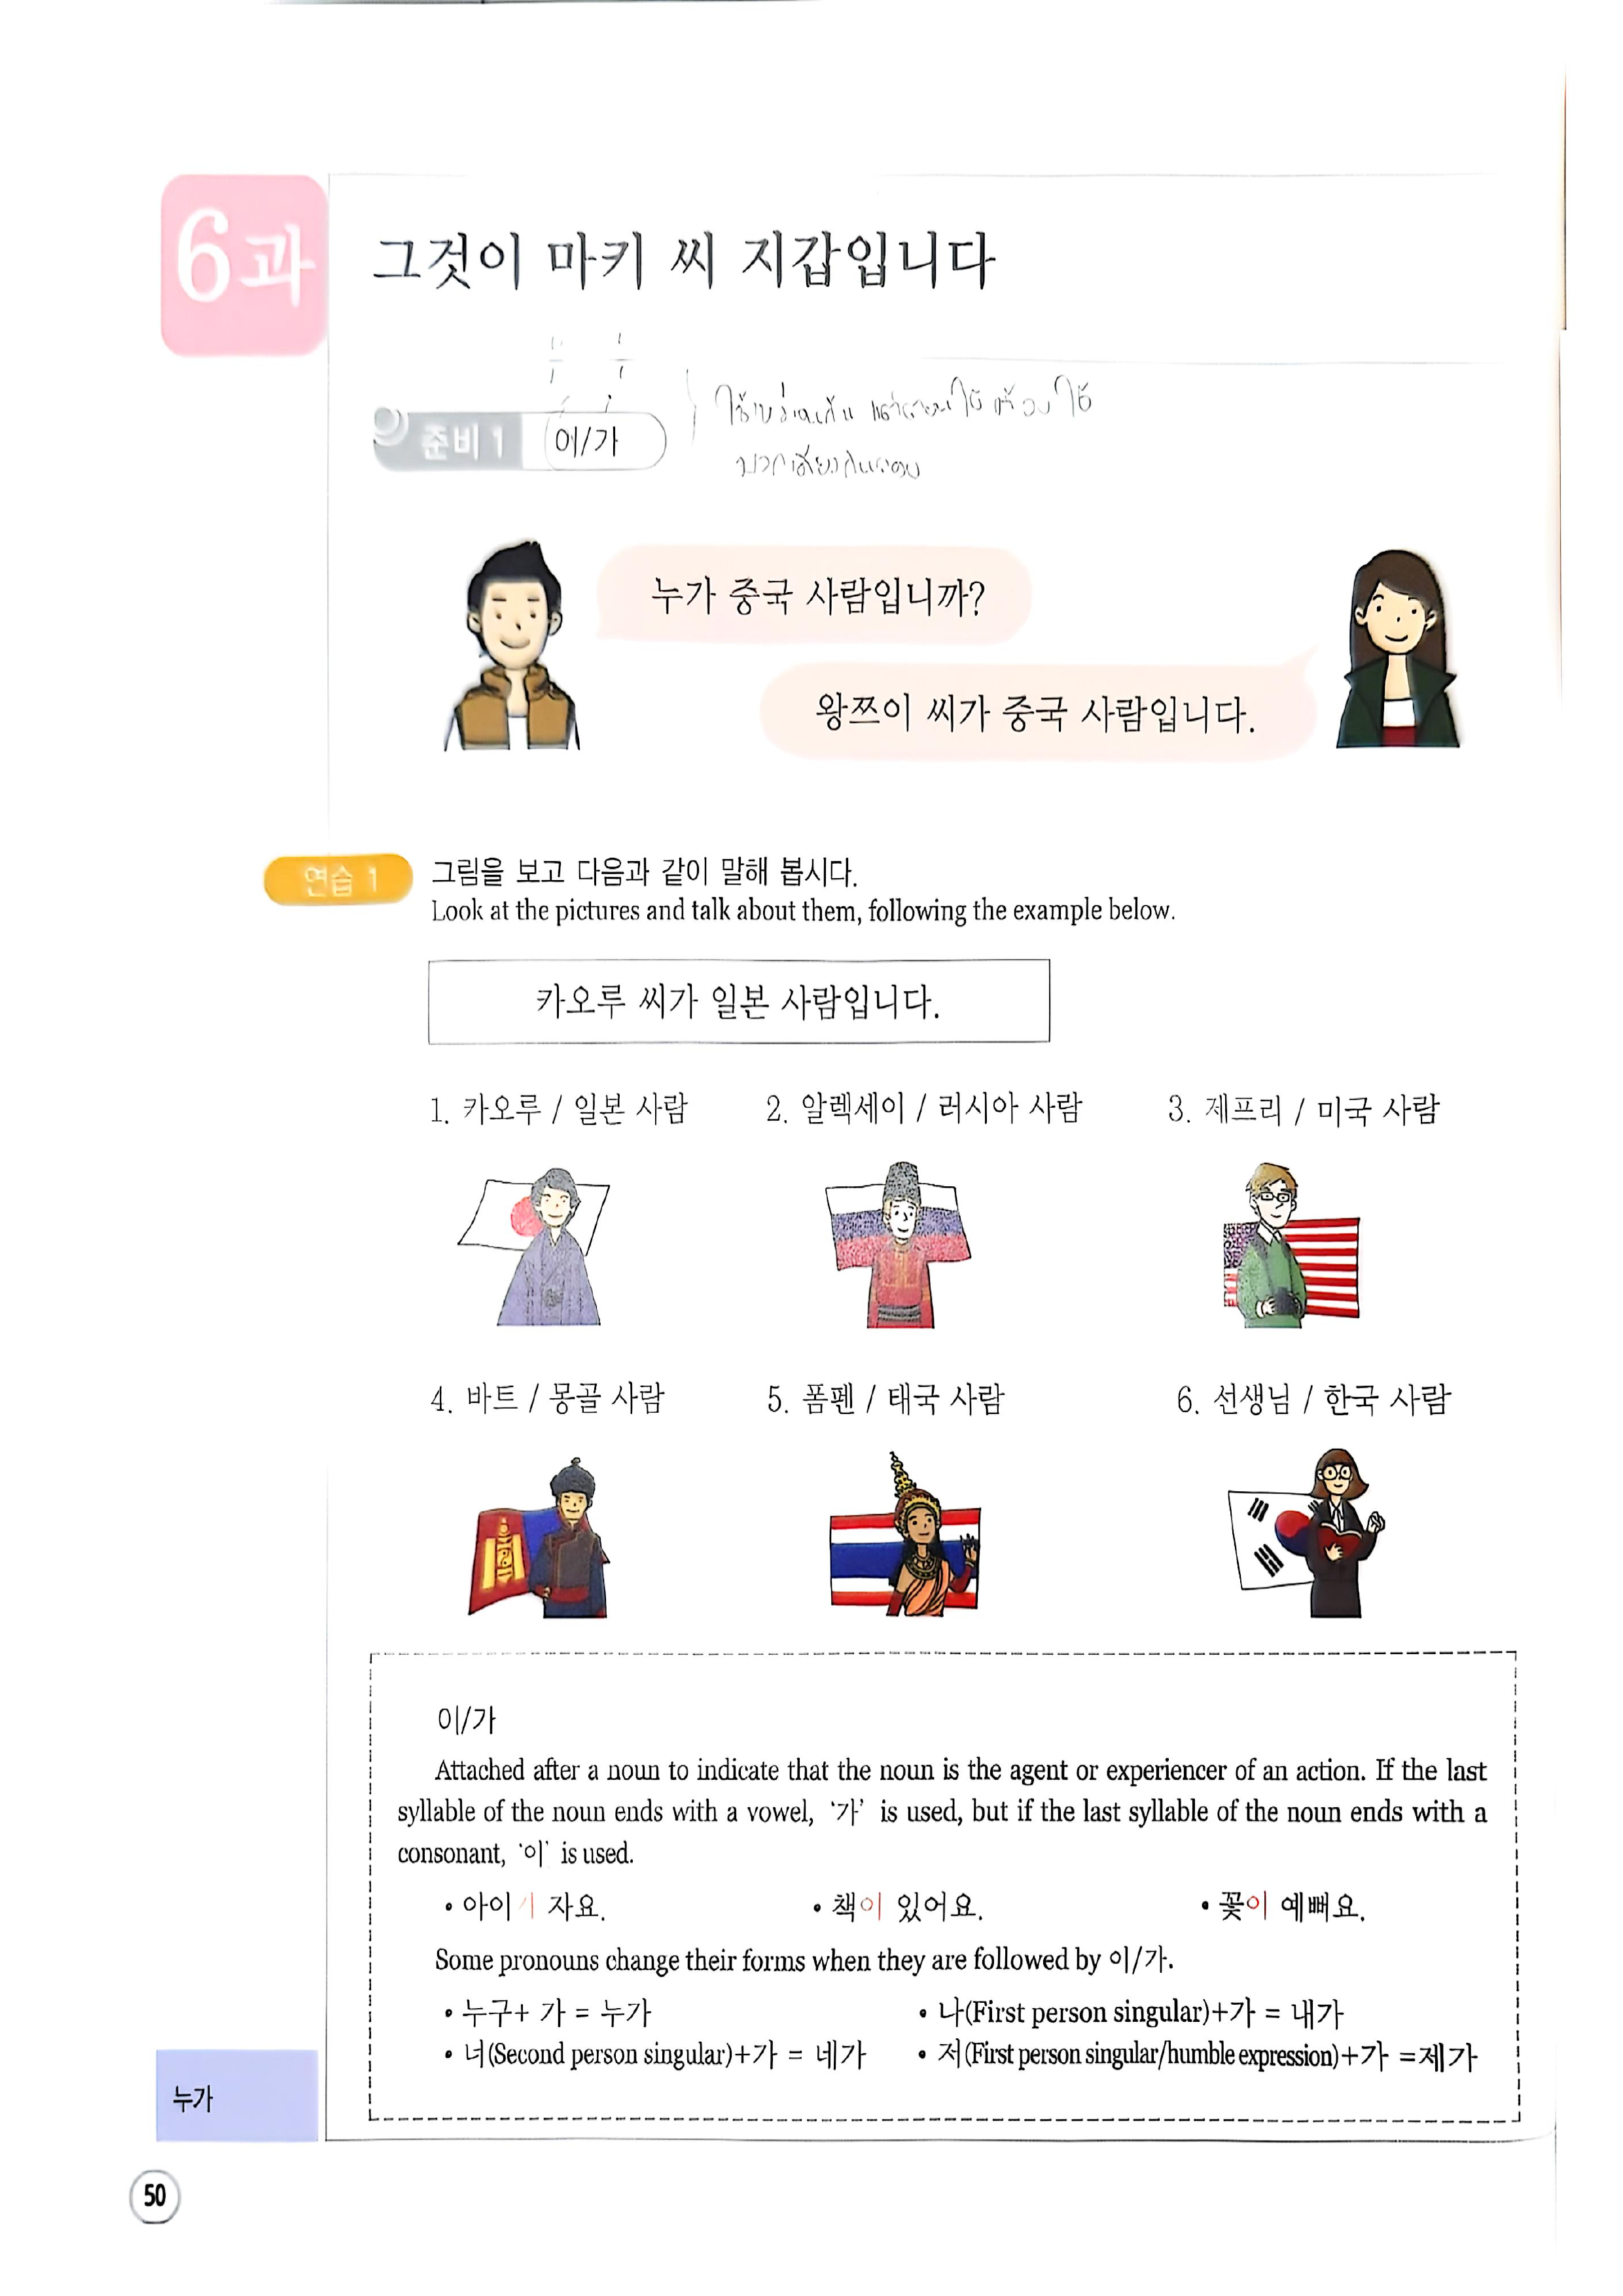 6과
그것이 마키 씨 지갑입니다
준비 1 이/가
누가 중국 사람입니까?
왕쯔이 씨가 중국 사람입니다.
연습 1 그림을 보고 다음과 같이 말해 봅시다.
Look at the pictures and talk about them, following the example below.
카오루 씨가 일본 사람입니다.
1. 카오루 / 일본 사람 2. 알렉세이 / 러시아 사람 3. 제프리 / 미국 사람
4. 바트 / 몽골 사람 5. 폼펜 / 태국 사람 6. 선생님 / 한국 사람
이/가
Attached after a noun to indicate that the noun is the agent or experiencer of an action. If the last
syllable of the noun ends with a vowel, ‘가’ is used, but if the last syllable of the noun ends with a
consonant, ‘이’ is used.
• 아이가 자요. • 책이 있어요. • 꽃이 예뻐요.
Some pronouns change their forms when they are followed by 이/가.
• 누구+ 가 = 누가 • 나(First person singular)+가 = 내가
• 너(Second person singular)+가 = 네가 • 저(First person singular/humble expression)+가 =제가
누가
50